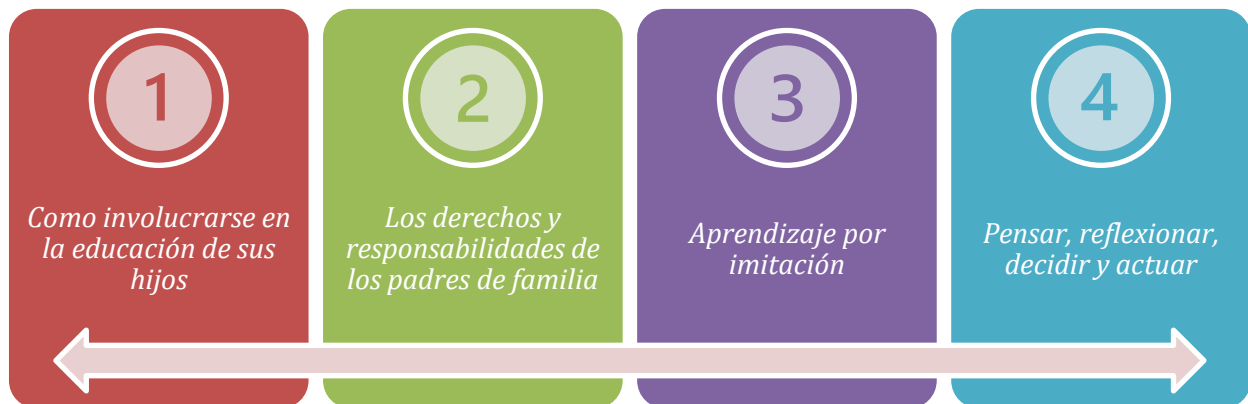 1
Como involucrarse en
la educación de sus
hijos
2
Los derechos y
responsabilidades de
los padres de familia
3
Aprendizaje por
imitación
4
Pensar, reflexionar,
decidir y actuar